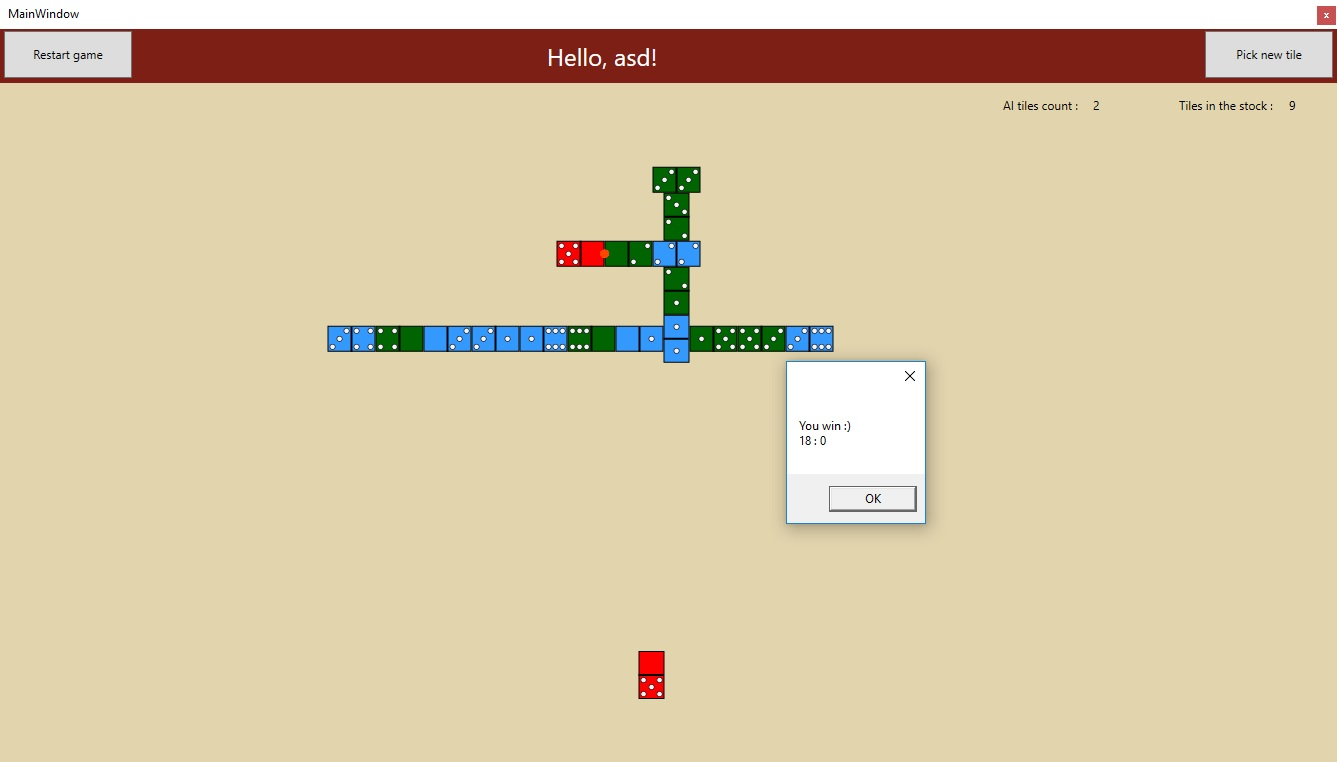 MainWindow
x
Restart game
Hello, asd!
Pick new tile
AI tiles count : 2
Tiles in the stock : 9
You win :)
18 : 0
OK